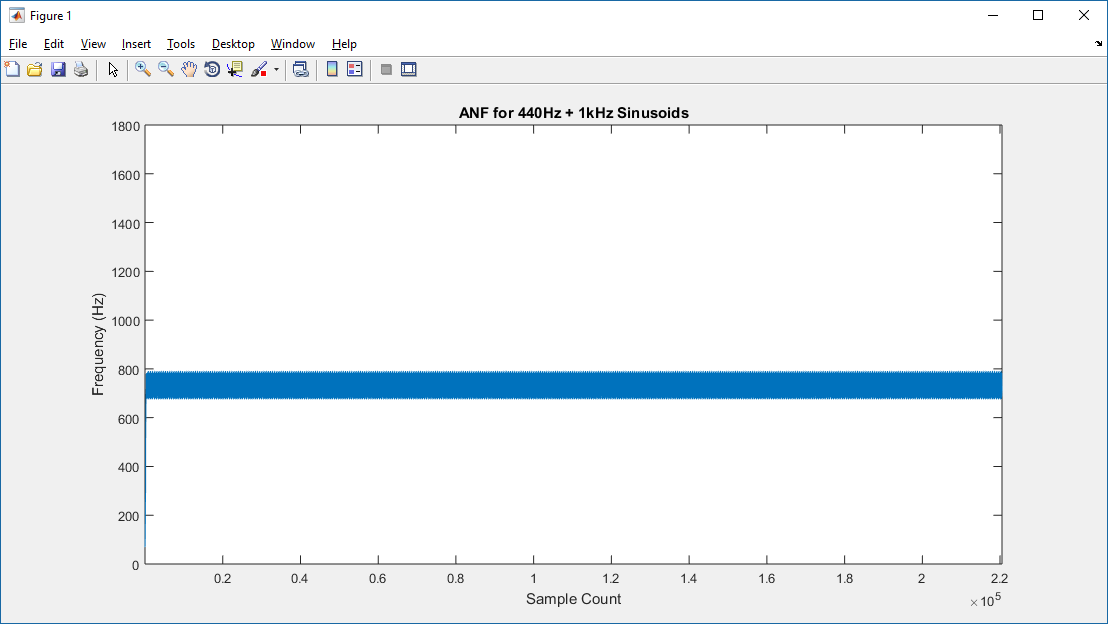 Figure 1
File Edit View Insert Tools Desktop Window Help
ANF for 440Hz + 1kHz Sinusoids
1800
1600
1400
1200
1000
800
600
400
200
0
Frequency (Hz)
0.2 0.4 0.6 0.8 1 1.2 1.4 1.6 1.8 2 2.2
Sample Count
×10^5